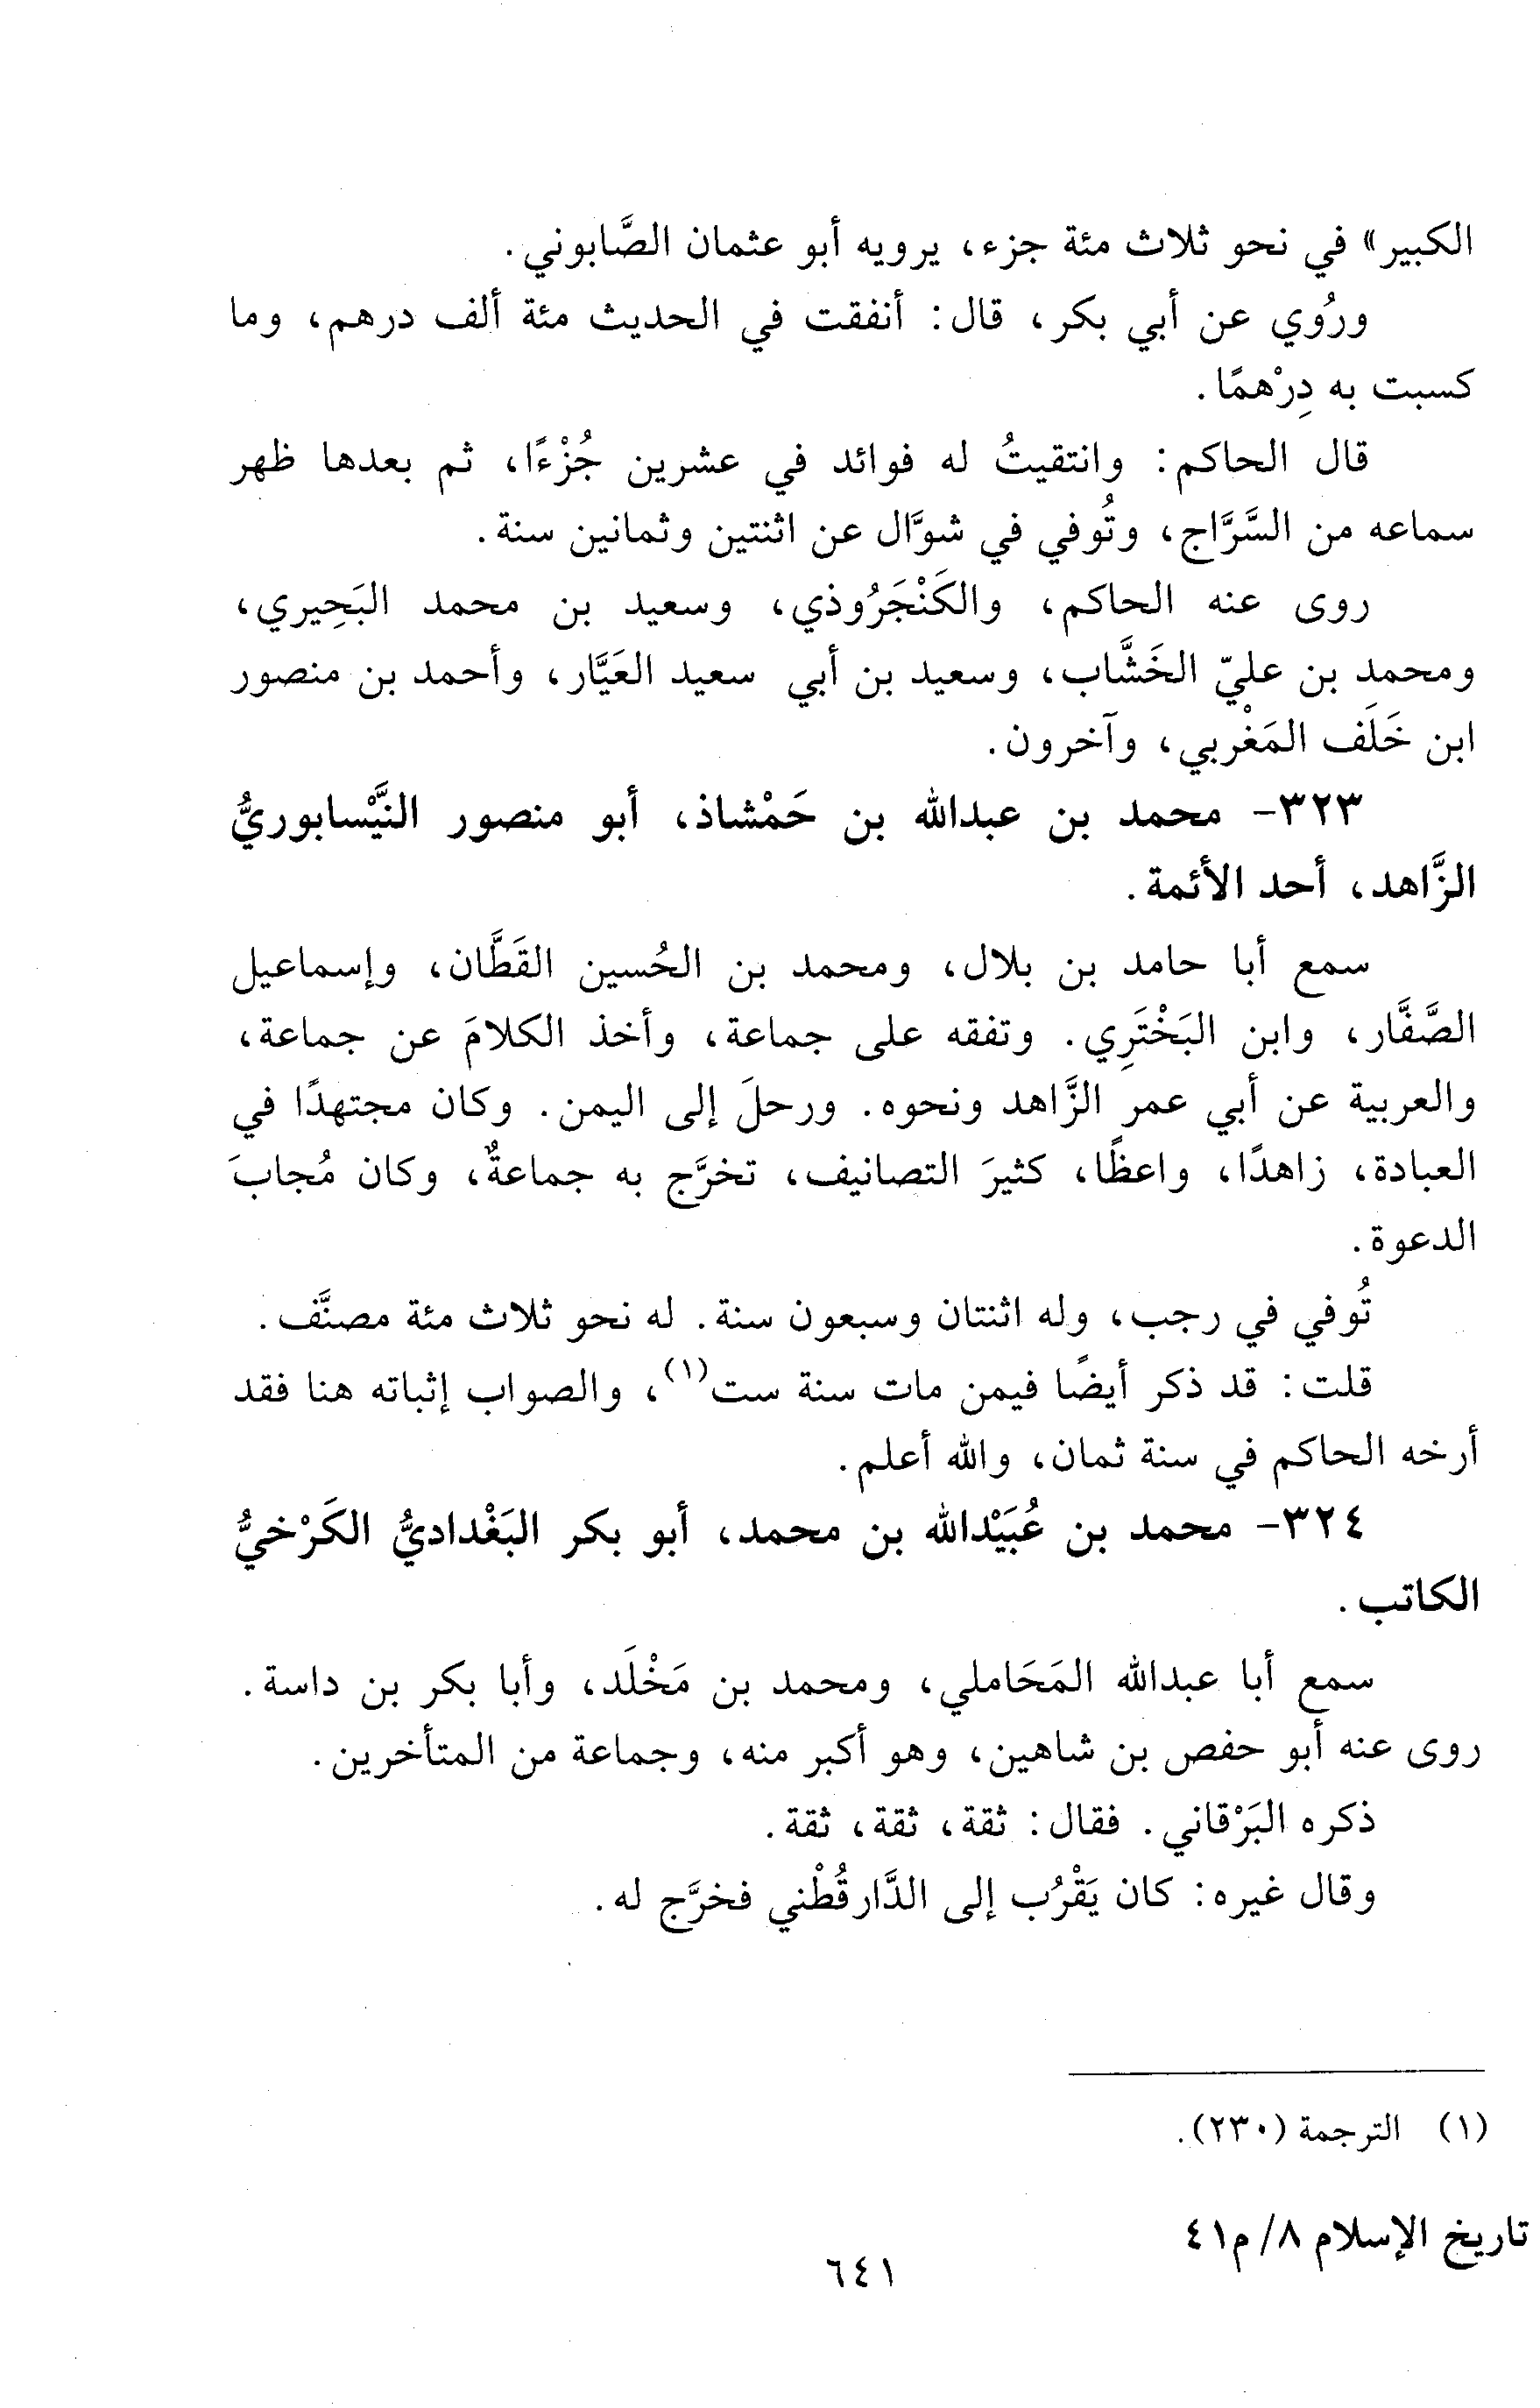 الكبير» في نحو ثلاث مئة جزء، يرويه أبو عثمان الصَّابوني.
ورُوي عن أبي بكر، قال: أنفقت في الحديث مئة ألف درهم، وما
كسبت به دِرْهمًا.
قال الحاكم: وانتقيتُ له فوائد في عشرين جُزْءًا، ثم بعدها ظهر
سماعه من السَّرَّاج، وتُوفي في شوَّال عن اثنتين وثمانين سنة.
روى عنه الحاكم، والكَنْجَرُوذي، وسعيد بن محمد البَحِيري،
ومحمد بن عليّ الخَشَّاب، وسعيد بن أبي سعيد العَيَّار، وأحمد بن منصور
ابن خَلَف المَغْربي، وآخرون.
٣٢٣- محمد بن عبدالله بن حَمْشاذ، أبو منصور النَّيْسابوريُّ
الزَّاهد، أحد الأئمة.
سمع أبا حامد بن بلال، ومحمد بن الحُسين القَطَّان، وإسماعيل
الصَّفَّار، وابن البَخْتَرِي. وتفقه على جماعة، وأخذ الكلامَ عن جماعة،
والعربية عن أبي عمر الزَّاهد ونحوه. ورحلَ إلى اليمن. وكان مجتهدًا في
العبادة، زاهدًا، واعظًا، كثيرَ التصانيف، تخرَّج به جماعةٌ، وكان مُجابَ
الدعوة.
تُوفي في رجب، وله اثنتان وسبعون سنة. له نحو ثلاث مئة مصنَّف.
قلت: قد ذكر أيضًا فيمن مات سنة ست(١)، والصواب إثباته هنا فقد
أرخه الحاكم في سنة ثمان، والله أعلم.
٣٢٤- محمد بن عُبَيْدالله بن محمد، أبو بكر البَغْداديُّ الكَرْخيُّ
الكاتب.
سمع أبا عبدالله المَحَاملي، ومحمد بن مَخْلَد، وأبا بكر بن داسة.
روى عنه أبو حفص بن شاهين، وهو أكبر منه، وجماعة من المتأخرين.
ذكره البَرْقاني. فقال: ثقة، ثقة، ثقة.
وقال غيره: كان يَقْرُب إلى الدَّارقُطْني فخرَّج له.
(١) الترجمة (٢٣٠).
تاريخ الإسلام ٨/ م٤١
٦٤١